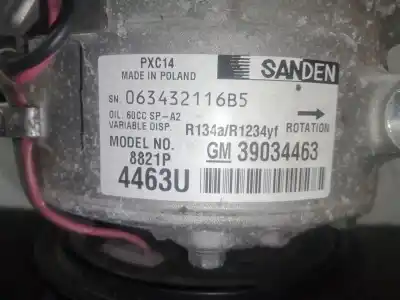 PXC14
MADE IN POLAND
SANDEN
SN. 063432116B5
OIL: 60CC SP-A2
VARIABLE DISP.
R134a/R1234yf ROTATION
MODEL NO.
8821P
GM 39034463
4463U